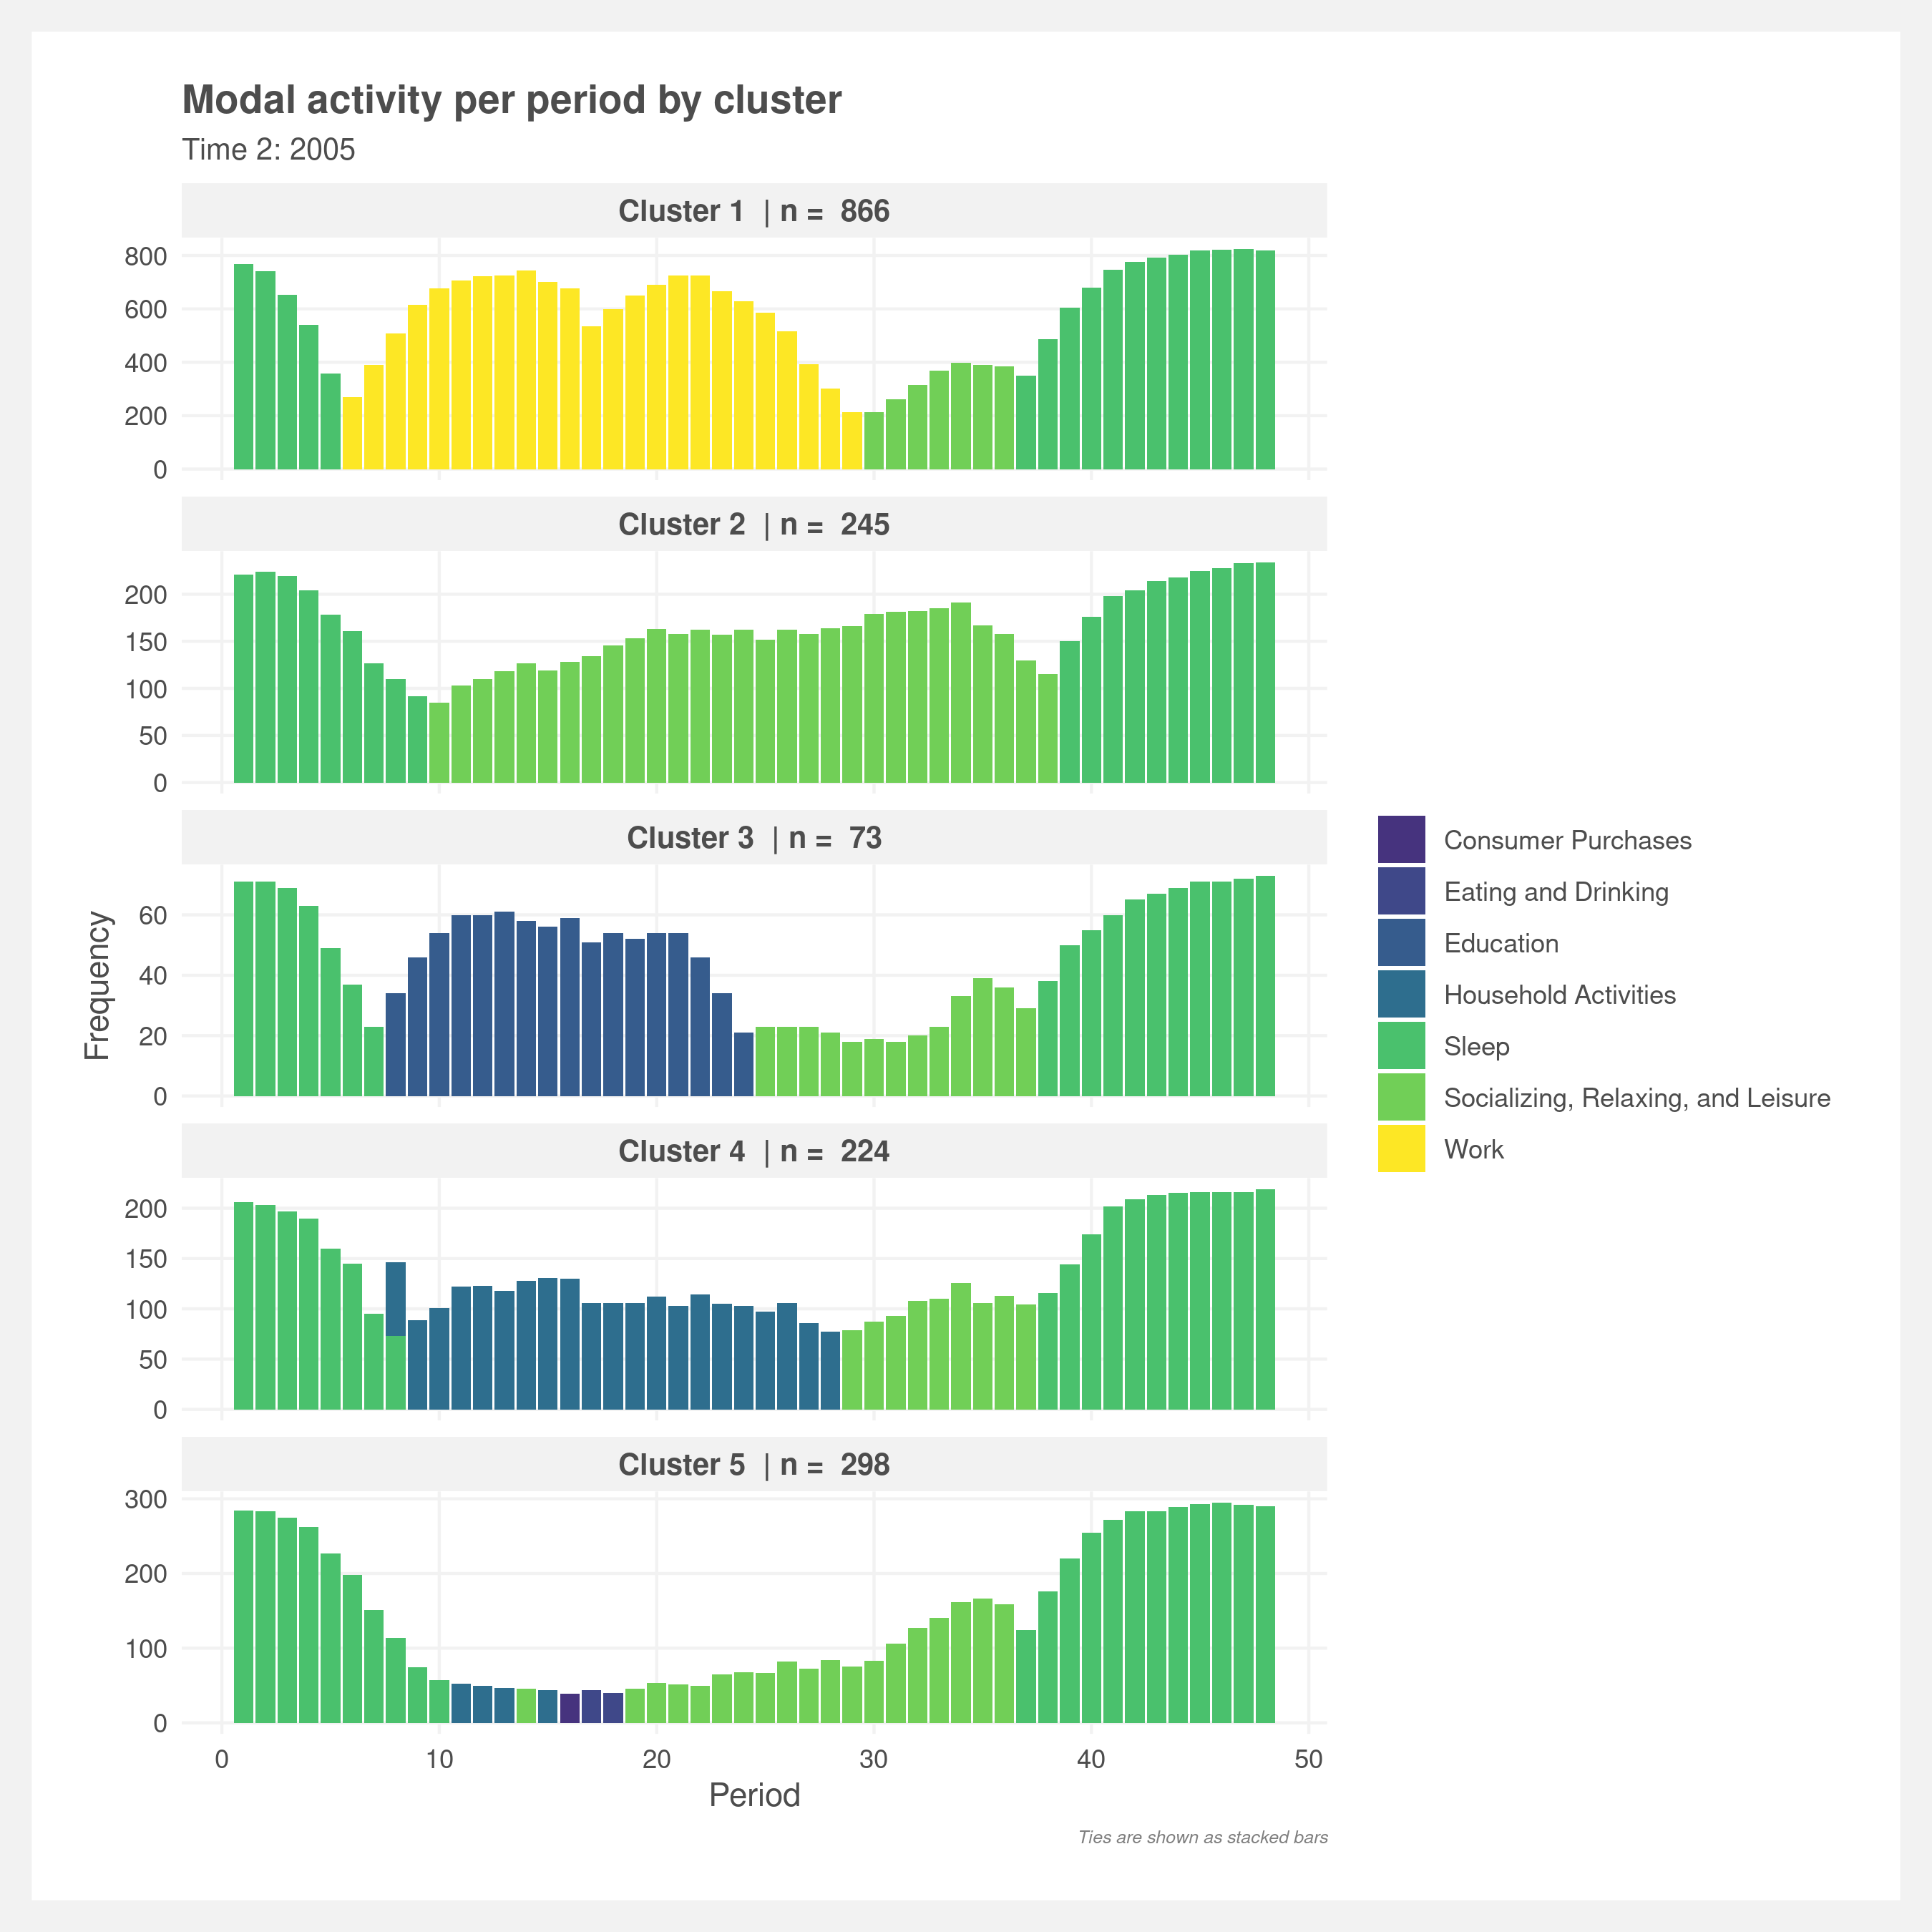 Modal activity per period by cluster
Time 2: 2005
Cluster 1 | n = 866
800
600
400
200
0
Cluster 2 | n = 245
200
150
100
50
0
Cluster 3 | n = 73
60
40
20
0
Cluster 4 | n = 224
200
150
100
50
0
Cluster 5 | n = 298
300
200
100
0
0 10 20 30 40 50
Period
Frequency
Consumer Purchases
Eating and Drinking
Education
Household Activities
Sleep
Socializing, Relaxing, and Leisure
Work
Ties are shown as stacked bars